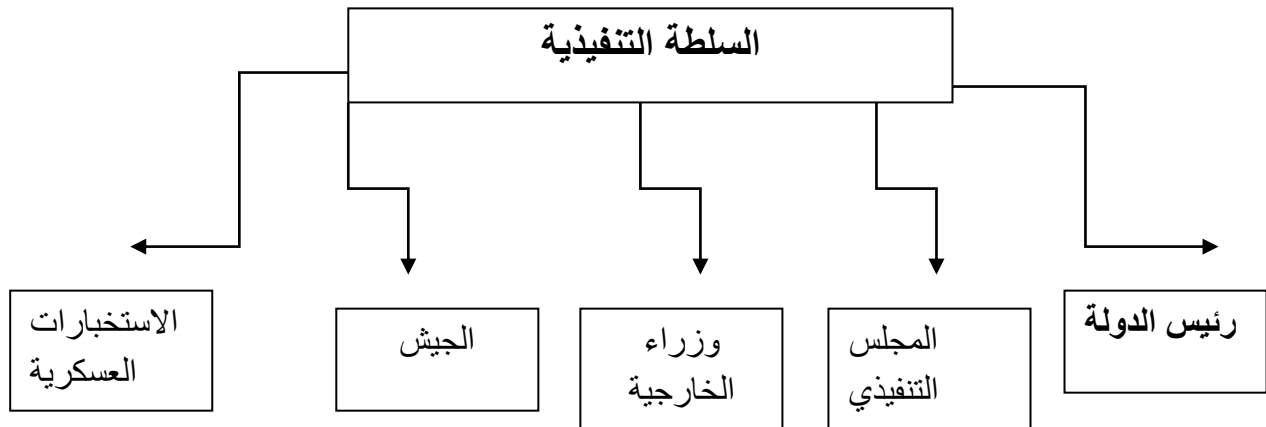 السلطة التنفيذية
رئيس الدولة
المجلس
التنفيذي
وزراء
الخارجية
الجيش
الاستخبارات
العسكرية